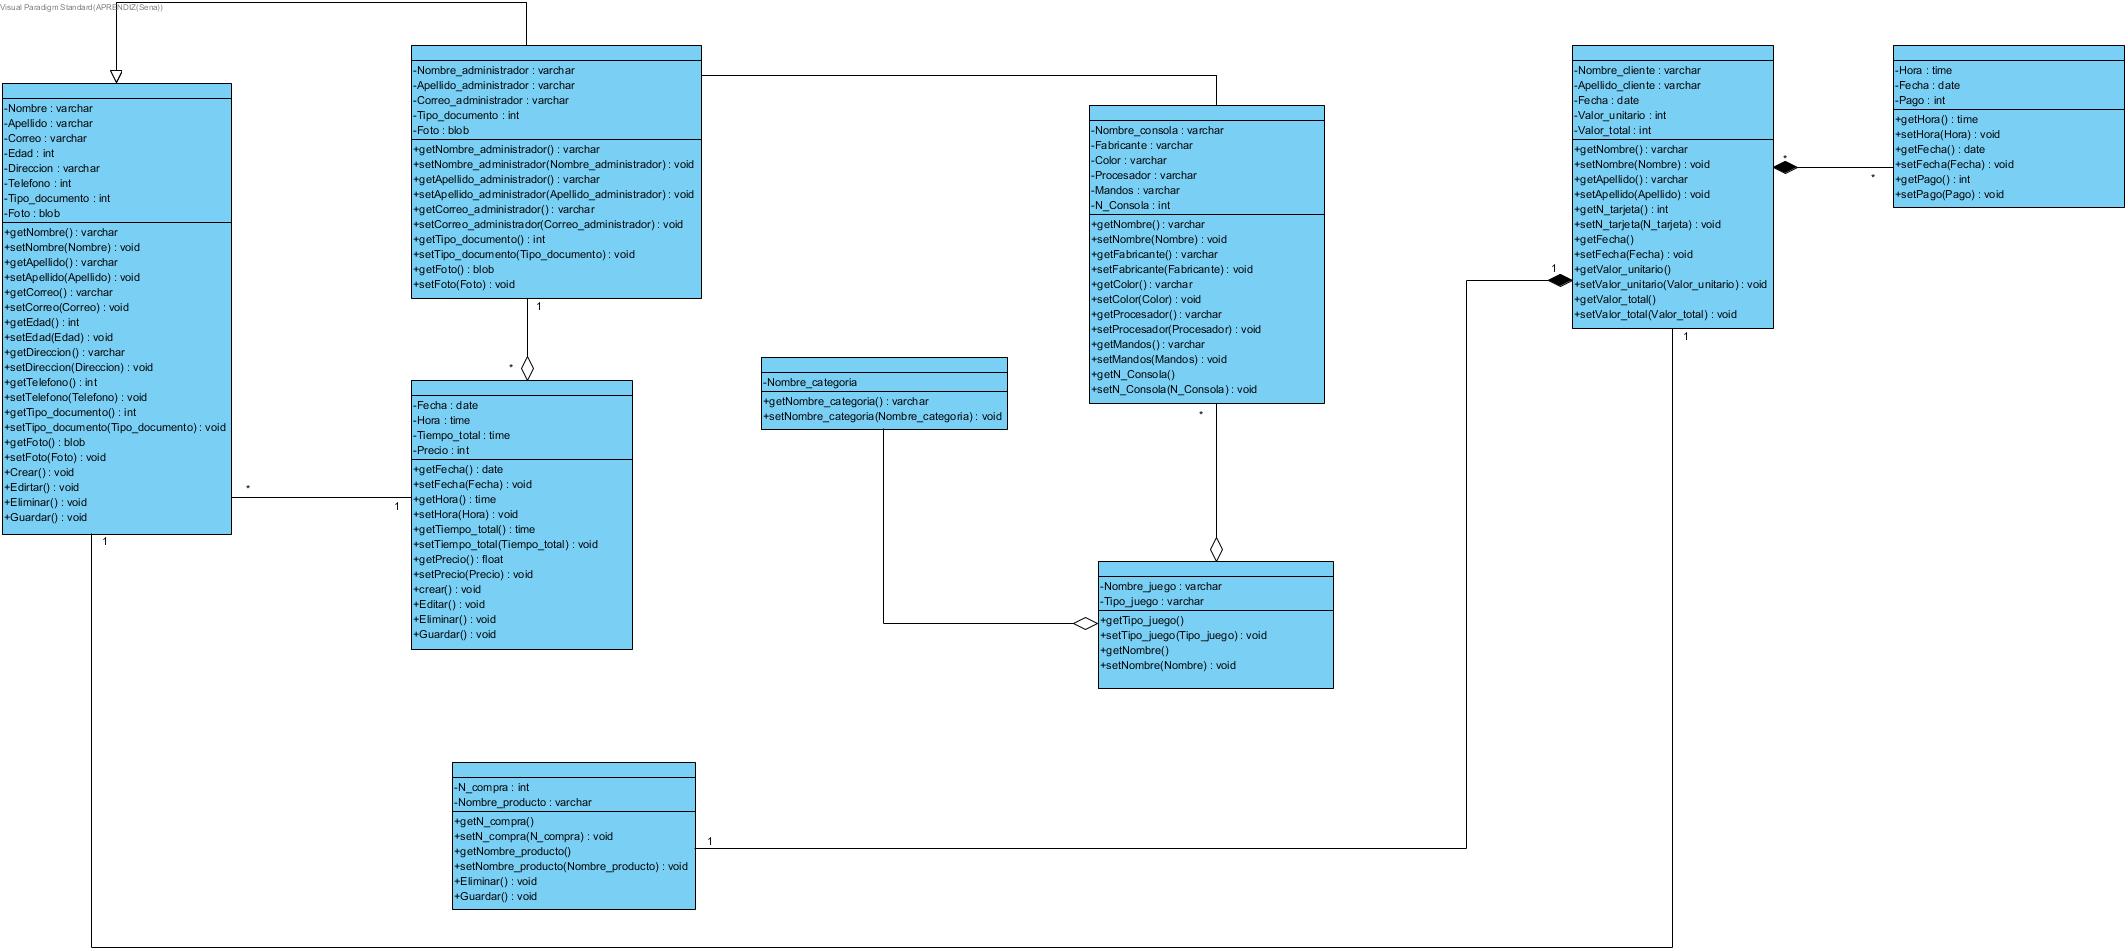 Visual Paradigm Standard(APRENDIZ(Sena))
-Nombre : varchar
-Apellido : varchar
-Correo : varchar
-Edad : int
-Direccion : varchar
-Telefono : int
-Tipo_documento : int
-Foto : blob
+getNombre() : varchar
+setNombre(Nombre) : void
+getApellido() : varchar
+setApellido(Apellido) : void
+getCorreo() : varchar
+setCorreo(Correo) : void
+getEdad() : int
+setEdad(Edad) : void
+getDireccion() : varchar
+setDireccion(Direccion) : void
+getTelefono() : int
+setTelefono(Telefono) : void
+getTipo_documento() : int
+setTipo_documento(Tipo_documento) : void
+getFoto() : blob
+setFoto(Foto) : void
+Crear() : void
+Edirtar() : void
+Eliminar() : void
+Guardar() : void
1
*
1
-Nombre_administrador : varchar
-Apellido_administrador : varchar
-Correo_administrador : varchar
-Tipo_documento : int
-Foto : blob
+getNombre_administrador() : varchar
+setNombre_administrador(Nombre_administrador) : void
+getApellido_administrador() : varchar
+setApellido_administrador(Apellido_administrador) : void
+getCorreo_administrador() : varchar
+setCorreo_administrador(Correo_administrador) : void
+getTipo_documento() : int
+setTipo_documento(Tipo_documento) : void
+getFoto() : blob
+setFoto(Foto) : void
1
*
-Fecha : date
-Hora : time
-Tiempo_total : time
-Precio : int
+getFecha() : date
+setFecha(Fecha) : void
+getHora() : time
+setHora(Hora) : void
+getTiempo_total() : time
+setTiempo_total(Tiempo_total) : void
+getPrecio() : float
+setPrecio(Precio) : void
+crear() : void
+Editar() : void
+Eliminar() : void
+Guardar() : void
-N_compra : int
-Nombre_producto : varchar
+getN_compra()
+setN_compra(N_compra) : void
+getNombre_producto()
+setNombre_producto(Nombre_producto) : void
+Eliminar() : void
+Guardar() : void
1
-Nombre_categoria
+getNombre_categoria() : varchar
+setNombre_categoria(Nombre_categoria) : void
-Nombre_consola : varchar
-Fabricante : varchar
-Color : varchar
-Procesador : varchar
-Mandos : varchar
-N_Consola : int
+getNombre() : varchar
+setNombre(Nombre) : void
+getFabricante() : varchar
+setFabricante(Fabricante) : void
+getColor() : varchar
+setColor(Color) : void
+getProcesador() : varchar
+setProcesador(Procesador) : void
+getMandos() : varchar
+setMandos(Mandos) : void
+getN_Consola()
+setN_Consola(N_Consola) : void
*
-Nombre_juego : varchar
-Tipo_juego : varchar
+getTipo_juego()
+setTipo_juego(Tipo_juego) : void
+getNombre()
+setNombre(Nombre) : void
-Nombre_cliente : varchar
-Apellido_cliente : varchar
-Fecha : date
-Valor_unitario : int
-Valor_total : int
+getNombre() : varchar
+setNombre(Nombre) : void
+getApellido() : varchar
+setApellido(Apellido) : void
+getN_tarjeta() : int
+setN_tarjeta(N_tarjeta) : void
+getFecha()
+setFecha(Fecha) : void
+getValor_unitario()
+setValor_unitario(Valor_unitario) : void
+getValor_total()
+setValor_total(Valor_total) : void
1
1
*
*
-Hora : time
-Fecha : date
-Pago : int
+getHora() : time
+setHora(Hora) : void
+getFecha() : date
+setFecha(Fecha) : void
+getPago() : int
+setPago(Pago) : void